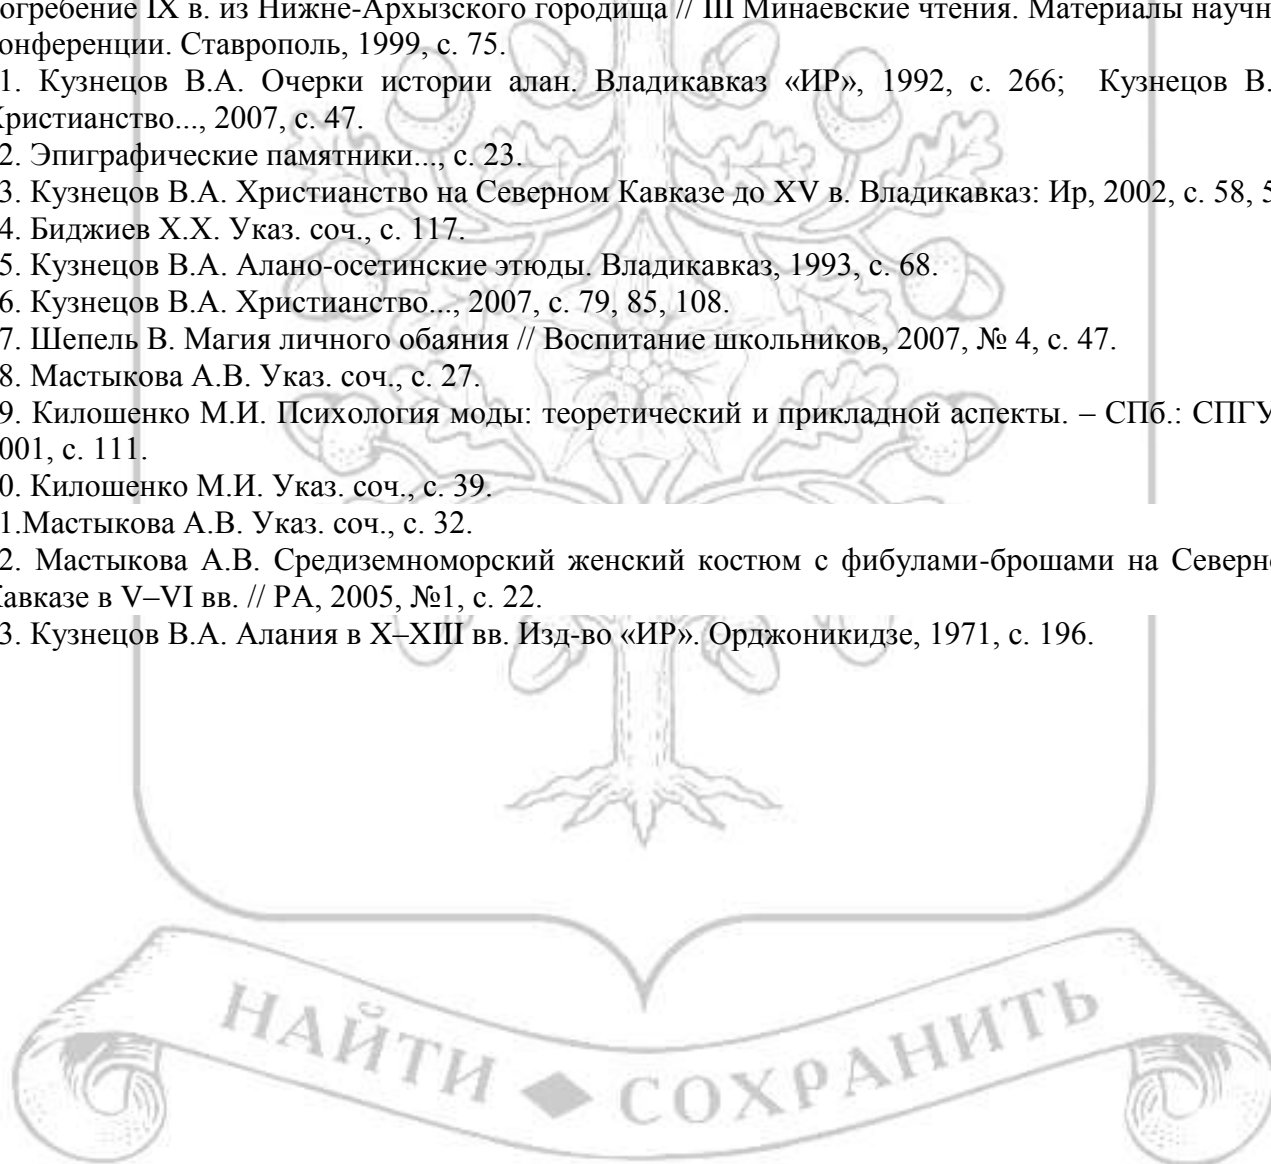 огребение IX в. из Нижне-Архызского городища // III Минаевские чтения. Материалы научн
онференции. Ставрополь, 1999, с. 75.
1. Кузнецов В.А. Очерки истории алан. Владикавказ «ИР», 1992, с. 266; Кузнецов В.
Христианство..., 2007, с. 47.
2. Эпиграфические памятники..., с. 23.
3. Кузнецов В.А. Христианство на Северном Кавказе до XV в. Владикавказ: Ир, 2002, с. 58, 5
4. Биджиев Х.Х. Указ. соч., с. 117.
5. Кузнецов В.А. Алано-осетинские этюды. Владикавказ, 1993, с. 68.
6. Кузнецов В.А. Христианство..., 2007, с. 79, 85, 108.
7. Шепель В. Магия личного обаяния // Воспитание школьников, 2007, № 4, с. 47.
8. Мастыкова А.В. Указ. соч., с. 27.
9. Килошенко М.И. Психология моды: теоретический и прикладной аспекты. – СПб.: СПГУ
001, с. 111.
0. Килошенко М.И. Указ. соч., с. 39.
1.Мастыкова А.В. Указ. соч., с. 32.
2. Мастыкова А.В. Средиземноморский женский костюм с фибулами-брошами на Северно
Кавказе в V–VI вв. // РА, 2005, №1, с. 22.
3. Кузнецов В.А. Алания в X–XIII вв. Изд-во «ИР». Орджоникидзе, 1971, с. 196.
НАЙТИ ◆ СОХРАНИТЬ